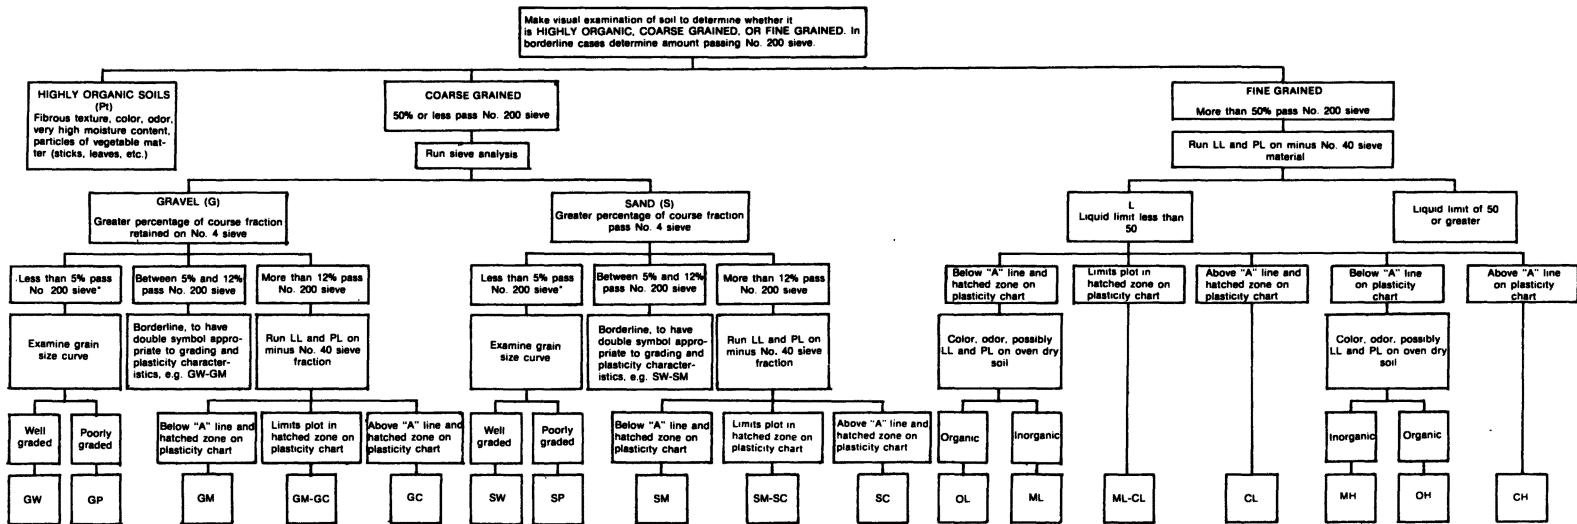 Make visual examination of soil to determine whether it
is HIGHLY ORGANIC, COARSE GRAINED, OR FINE GRAINED. In
borderline cases determine amount passing No. 200 sieve.
HIGHLY ORGANIC SOILS
(Pt)
Fibrous texture, color, odor,
very high moisture content,
particles of vegetable mat-
ter (sticks, leaves, etc.)
COARSE GRAINED
50% or less pass No. 200 sieve
FINE GRAINED
More than 50% pass No. 200 sieve
Run sieve analysis
Run LL and PL on minus No. 40 sieve
material
GRAVEL (G)
Greater percentage of course fraction
retained on No. 4 sieve
SAND (S)
Greater percentage of course fraction
pass No. 4 sieve
L
Liquid limit less than
50
Liquid limit of 50
or greater
Less than 5% pass
No. 200 sieve*
Between 5% and 12%
pass No. 200 sieve
More than 12% pass
No. 200 sieve
Less than 5% pass
No. 200 sieve*
Between 5% and 12%
pass No. 200 sieve
More than 12% pass
No. 200 sieve
Below "A" line and
hatched zone on
plasticity chart
Limits plot in
hatched zone on
plasticity chart
Above "A" line and
hatched zone on
plasticity chart
Below "A" line
on plasticity
chart
Above "A" line
on plasticity
chart
Examine grain
size curve
Borderline, to have
double symbol appro-
priate to grading and
plasticity character-
istics, e.g. GW-GM
Run LL and PL on
minus No. 40 sieve
fraction
Examine grain
size curve
Borderline, to have
double symbol appro-
priate to grading and
plasticity character-
istics, e.g. SW-SM
Run LL and PL on
minus No. 40 sieve
fraction
Color, odor, possibly
LL and PL on oven dry
soil
Color, odor, possibly
LL and PL on oven dry
soil
Well
graded
Poorly
graded
Below "A" line and
hatched zone on
plasticity chart
Limits plot in
hatched zone on
plasticity chart
Above "A" line and
hatched zone on
plasticity chart
Well
graded
Poorly
graded
Below "A" line and
hatched zone on
plasticity chart
Limits plot in
hatched zone on
plasticity chart
Above "A" line and
hatched zone on
plasticity chart
Organic
Inorganic
Inorganic
Organic
GW
GP
GM
GM-GC
GC
SW
SP
SM
SM-SC
SC
OL
ML
ML-CL
CL
MH
OH
CH